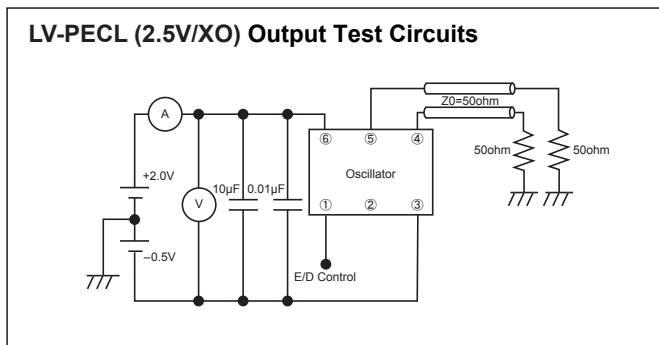 LV-PECL (2.5V/XO) Output Test Circuits
A
Z0=50ohm
⑥ ⑤ ④
50ohm 50ohm
Oscillator
+2.0V
10µF 0.01µF
V
① ② ③
−0.5V
E/D Control